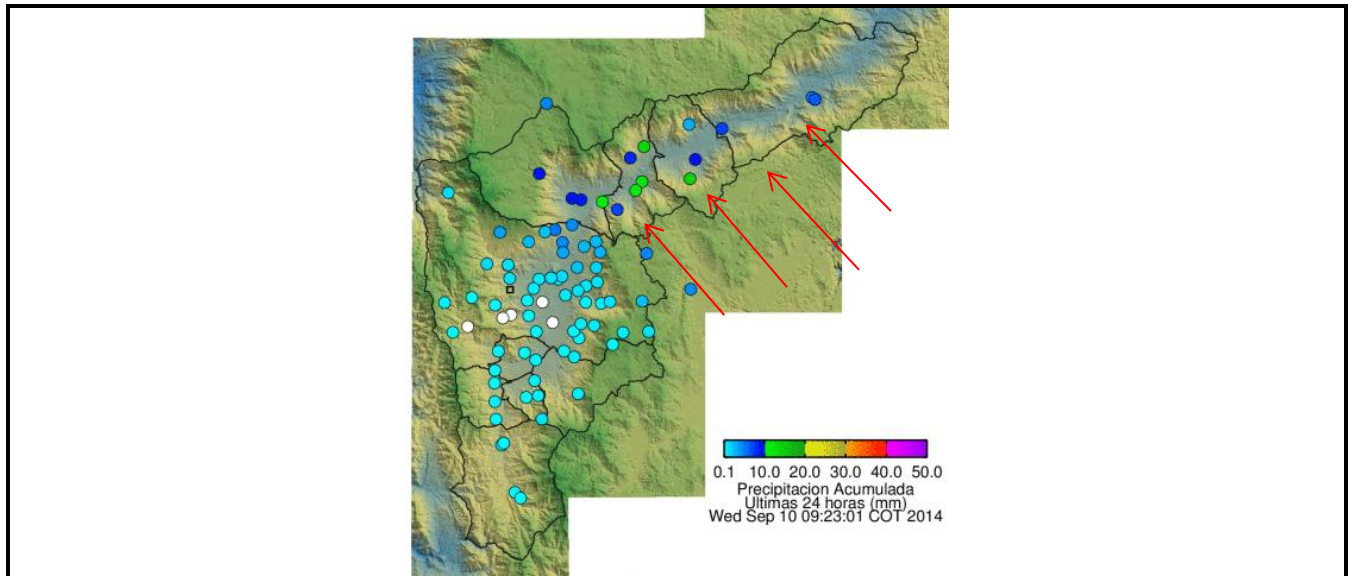 0.1 10.0 20.0 30.0 40.0 50.0
Precipitacion Acumulada
Ultimas 24 horas (mm)
Wed Sep 10 09:23:01 COT 2014